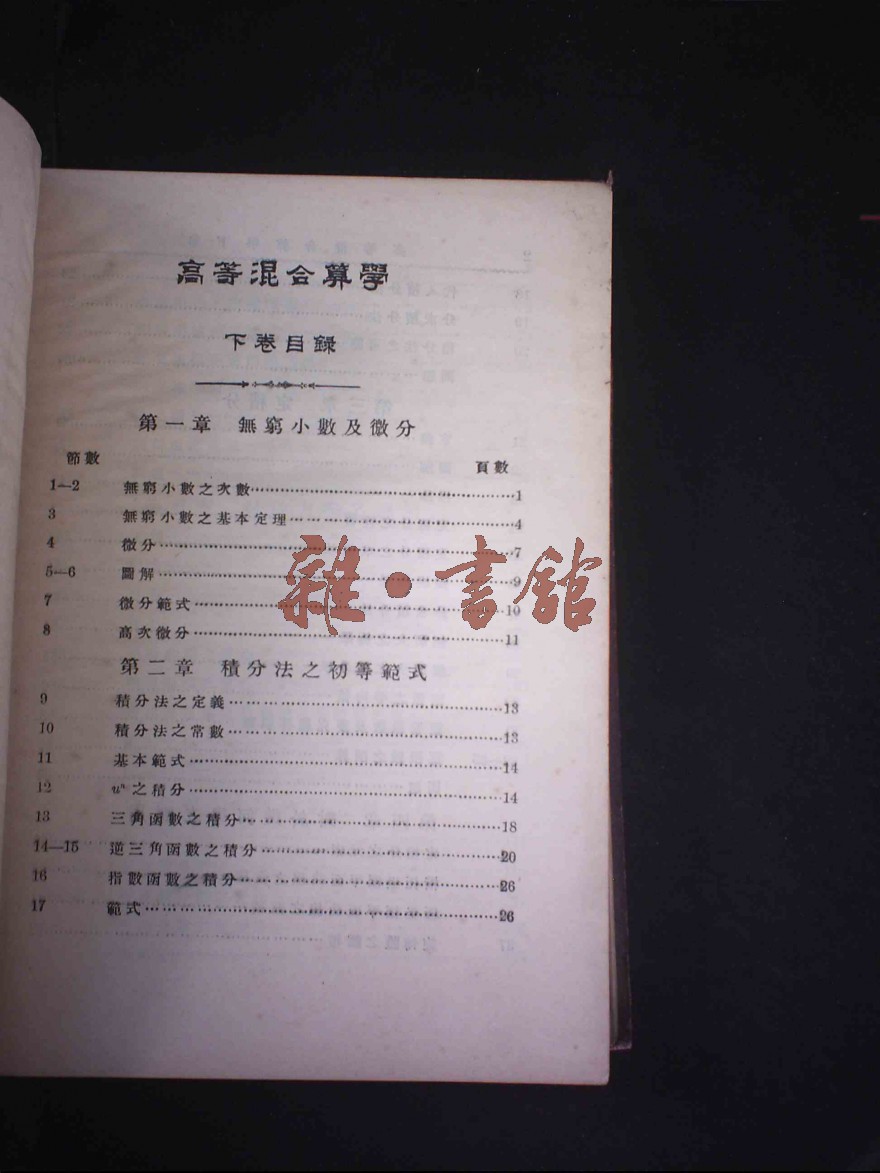 高等混合算學
下卷目録
第一章 無窮小數及微分
節數 頁數
1—2 無窮小數之次數……1
3 無窮小數之基本定理……4
4 微分……7
5—6 圖解……9
7 微分範式……10
8 高次微分……11
第二章 積分法之初等範式
9 積分法之定義……13
10 積分法之常數……13
11 基本範式……14
12 uⁿ之積分……14
13 三角函數之積分……18
14—15 逆三角函數之積分……20
16 指數函數之積分……26
17 範式……26
雜·書館